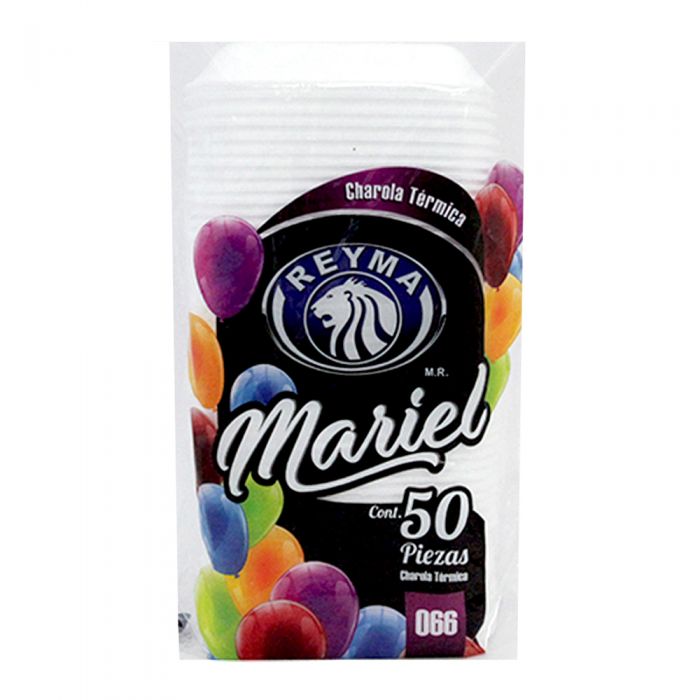 Charola Térmica
REYMA
M.R.
Mariel
Cont. 50
Piezas
Charola Térmica
066